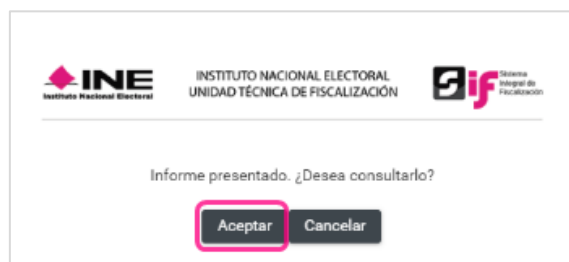 INE
Instituto Nacional Electoral
INSTITUTO NACIONAL ELECTORAL
UNIDAD TÉCNICA DE FISCALIZACIÓN
Sif
Sistema
Integral de
Fiscalización
Informe presentado. ¿Desea consultarlo?
Aceptar
Cancelar